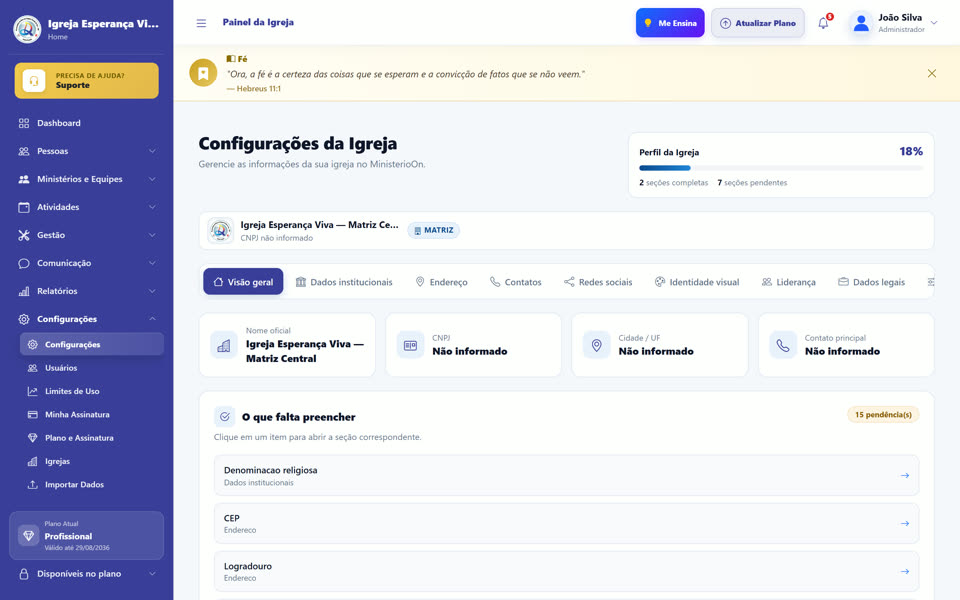 Igreja Esperança Vi...
Home
PRECISA DE AJUDA?
Suporte
Dashboard
Pessoas
Ministérios e Equipes
Atividades
Gestão
Comunicação
Relatórios
Configurações
Configurações
Usuários
Limites de Uso
Minha Assinatura
Plano e Assinatura
Igrejas
Importar Dados
Plano Atual
Profissional
Válido até 29/08/2036
Disponíveis no plano
Painel da Igreja
Me Ensina
Atualizar Plano
João Silva
Administrador
Fé
"Ora, a fé é a certeza das coisas que se esperam e a convicção de fatos que se não veem."
— Hebreus 11:1
Configurações da Igreja
Gerencie as informações da sua igreja no MinisterioOn.
Perfil da Igreja 18%
2 seções completas 7 seções pendentes
Igreja Esperança Viva — Matriz Ce... MATRIZ
CNPJ não informado
Visão geral Dados institucionais Endereço Contatos Redes sociais Identidade visual Liderança Dados legais
Nome oficial
Igreja Esperança Viva —
Matriz Central
CNPJ
Não informado
Cidade / UF
Não informado
Contato principal
Não informado
O que falta preencher 15 pendência(s)
Clique em um item para abrir a seção correspondente.
Denominacao religiosa
Dados institucionais
CEP
Endereco
Logradouro
Endereco